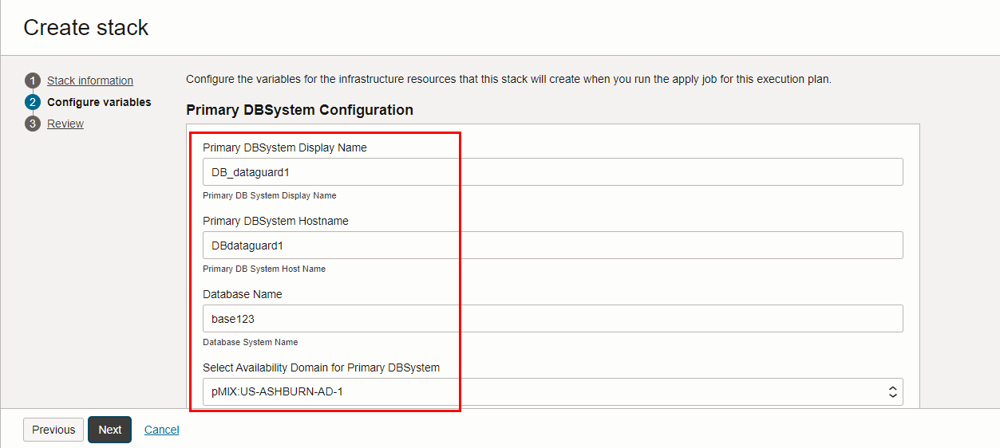 Create stack
1 Stack information
2 Configure variables
3 Review
Configure the variables for the infrastructure resources that this stack will create when you run the apply job for this execution plan.
Primary DBSystem Configuration
Primary DBSystem Display Name
DB_dataguard1
Primary DB System Display Name
Primary DBSystem Hostname
DBdataguard1
Primary DB System Host Name
Database Name
base123
Database System Name
Select Availability Domain for Primary DBSystem
pMIX:US-ASHBURN-AD-1
Previous Next Cancel